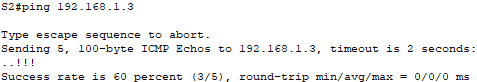 S2#ping 192.168.1.3
Type escape sequence to abort.
Sending 5, 100-byte ICMP Echos to 192.168.1.3, timeout is 2 seconds:
..!!!
Success rate is 60 percent (3/5), round-trip min/avg/max = 0/0/0 ms